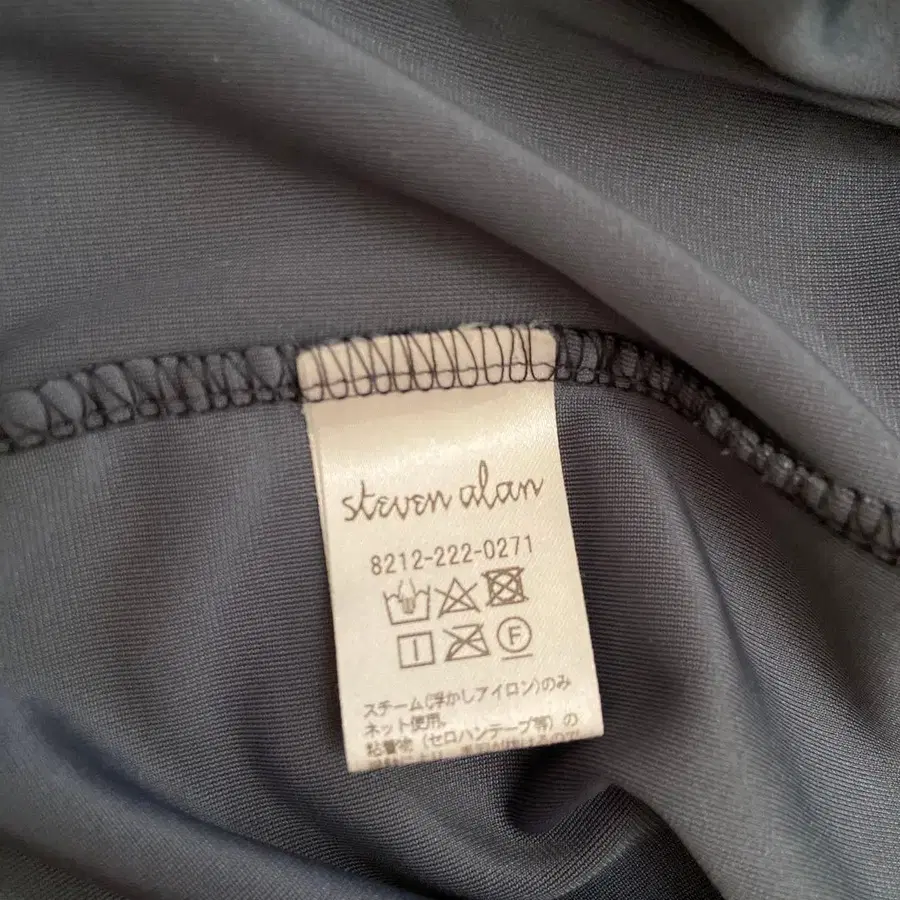 steven alan
8212-222-0271
F
スチーム(浮かしアイロン)のみ
ネット使用。
粘着物(セロハンテープ等)の